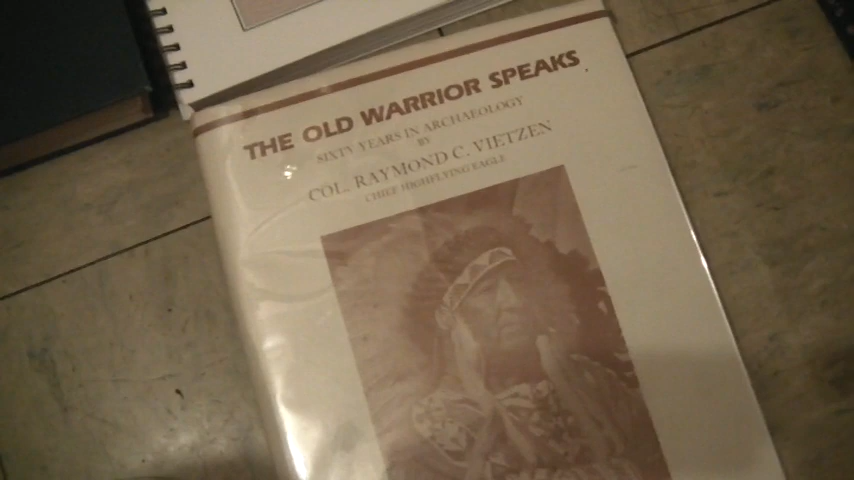 THE OLD WARRIOR SPEAKS
SIXTY YEARS IN ARCHAEOLOGY
BY
COL. RAYMOND C. VIETZEN
CHIEF HIGHFLYING EAGLE